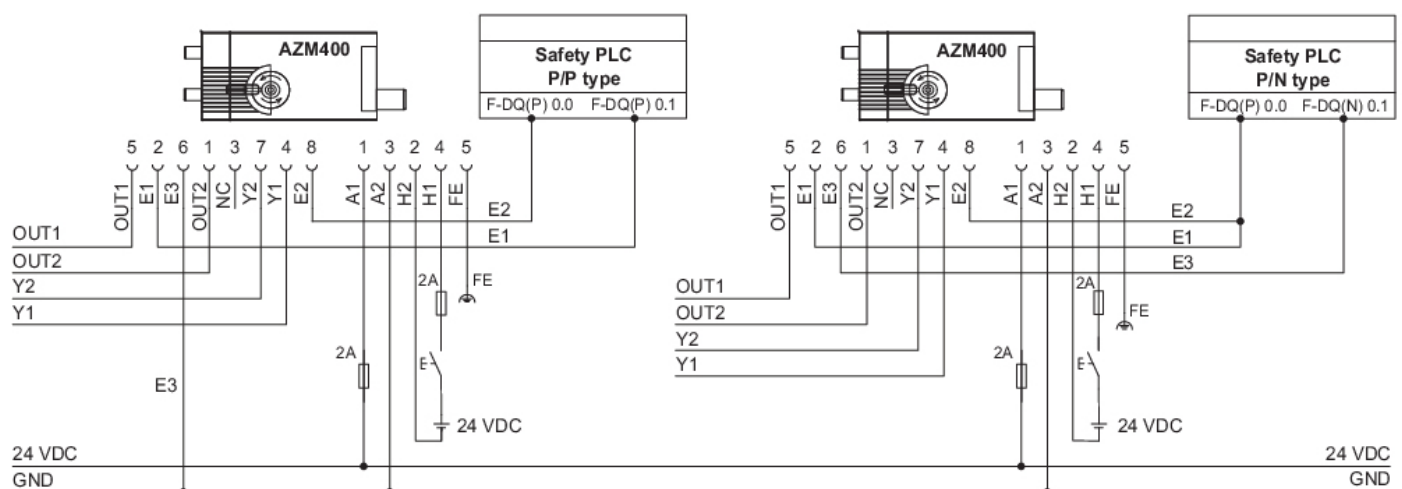 AZM400
Safety PLC
P/P type
F-DQ(P) 0.0 F-DQ(P) 0.1
5 2 6 1 3 7 4 8 1 3 2 4 5
OUT1 E1 E3 OUT2 NC Y2 Y1 E2 A1 A2 H2 H1 FE
E2
E1
OUT1
OUT2
Y2
Y1
2A
FE
2A
E3
24 VDC
AZM400
Safety PLC
P/N type
F-DQ(P) 0.0 F-DQ(N) 0.1
5 2 6 1 3 7 4 8 1 3 2 4 5
OUT1 E1 E3 OUT2 NC Y2 Y1 E2 A1 A2 H2 H1 FE
E2
E1
E3
OUT1
OUT2
Y2
Y1
2A
FE
2A
24 VDC
24 VDC 24 VDC
GND GND